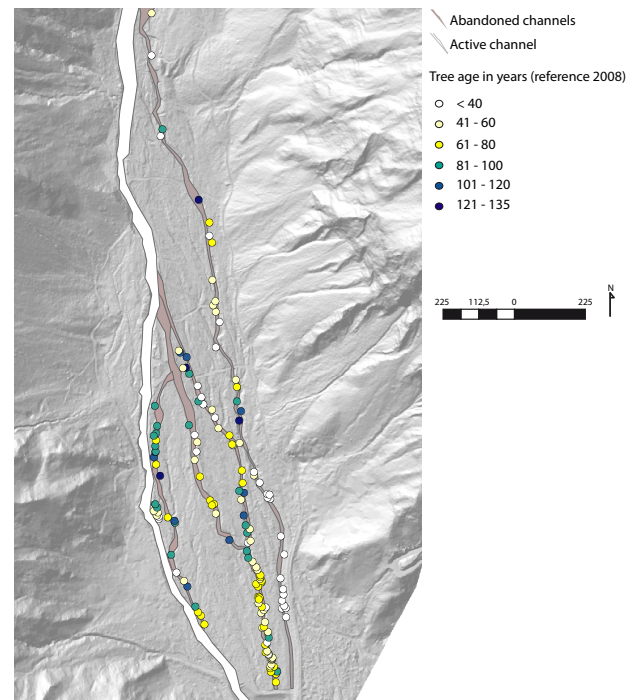 Abandoned channels
Active channel
Tree age in years (reference 2008)
< 40
41 - 60
61 - 80
81 - 100
101 - 120
121 - 135
N
225 112,5 0 225